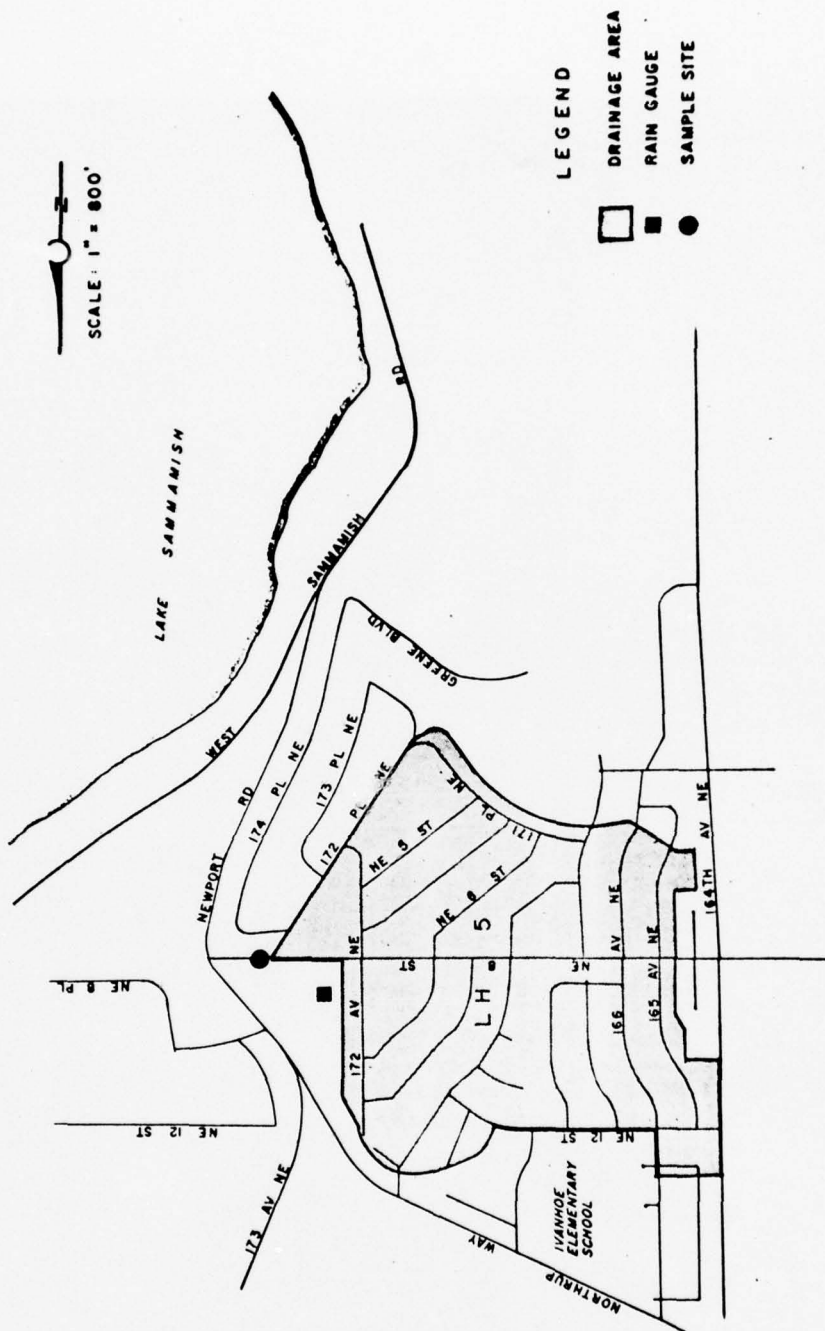 SCALE: 1" = 800'
N
LAKE SAMMAMISH
LEGEND
DRAINAGE AREA
RAIN GAUGE
SAMPLE SITE
WEST
SAMMAMISH
RD
NEWPORT
RD
174 PL NE
173 PL NE
172 PL NE
GREENE BLVD
NE 8 PL
NE 12 ST
173 AV NE
172 AV NE
NE 5 ST
NE 6 ST
171 PL NE
NE 8 ST
LH 5
166 AV NE
165 AV NE
164TH AV NE
NE 12 ST
IVANHOE
ELEMENTARY
SCHOOL
NORTHRUP WAY